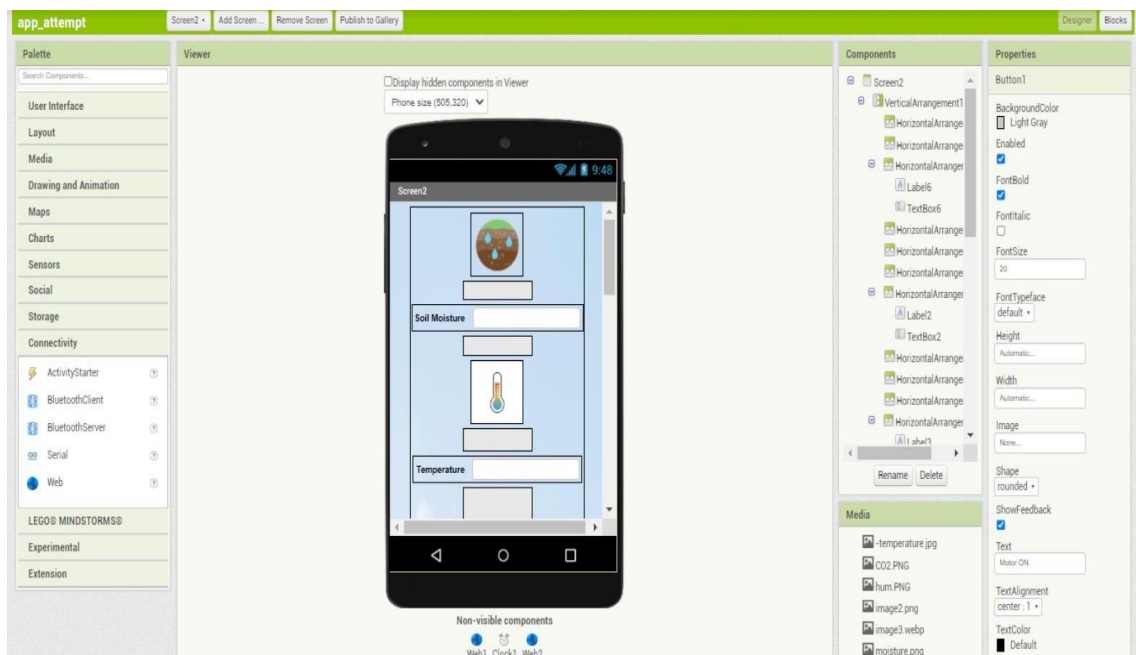 app_attempt
Screen2
Add Screen ...
Remove Screen
Publish to Gallery
Designer
Blocks
Palette
Search Components...
User Interface
Layout
Media
Drawing and Animation
Maps
Charts
Sensors
Social
Storage
Connectivity
ActivityStarter
BluetoothClient
BluetoothServer
Serial
Web
LEGO® MINDSTORMS®
Experimental
Extension
Viewer
Display hidden components in Viewer
Phone size (505,320)
9:48
Screen2
Soil Moisture
Temperature
Non-visible components
Web1 Clock1 Web2
Components
Screen2
VerticalArrangement1
HorizontalArrange
HorizontalArrange
HorizontalArranger
Label6
TextBox6
HorizontalArrange
HorizontalArrange
HorizontalArrange
HorizontalArranger
Label2
TextBox2
HorizontalArrange
HorizontalArrange
HorizontalArrange
HorizontalArranger
Label3
Rename
Delete
Media
-temperature.jpg
CO2.PNG
hum.PNG
image2.png
image3.webp
moisture.png
Properties
Button1
BackgroundColor
Light Gray
Enabled
FontBold
FontItalic
FontSize
20
FontTypeface
default
Height
Automatic...
Width
Automatic...
Image
None...
Shape
rounded
ShowFeedback
Text
Motor ON
TextAlignment
center : 1
TextColor
Default